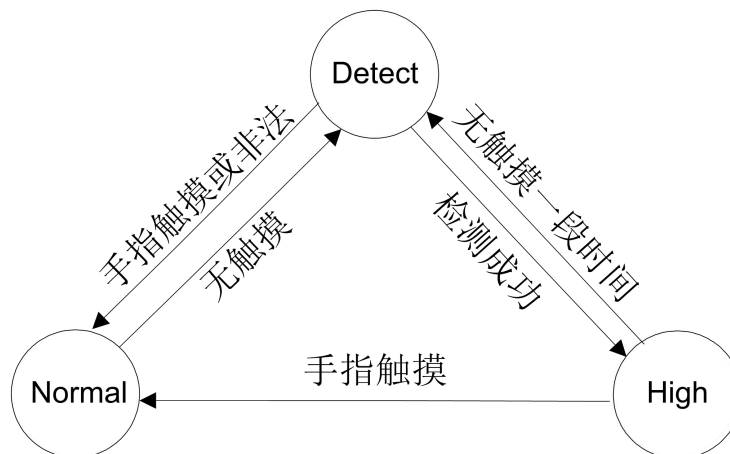 Detect
手指触摸或非法
无触摸
无触摸一段时间
检测成功
手指触摸
Normal
High